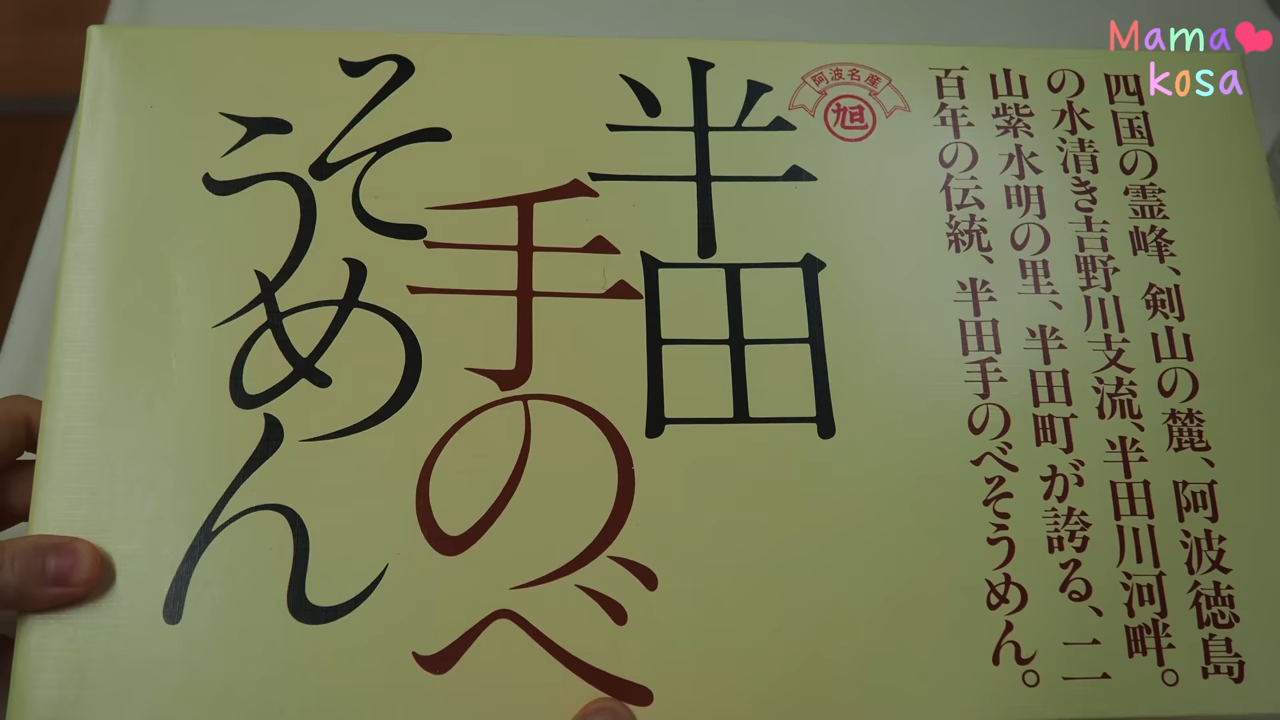 四国の霊峰、剣山の麓、阿波徳島
の水清き吉野川支流、半田川河畔。
山紫水明の里、半田町が誇る、二
百年の伝統、半田手のべそうめん。
阿波名産
旭
半田
手のべ
そうめん
Mama
kosa